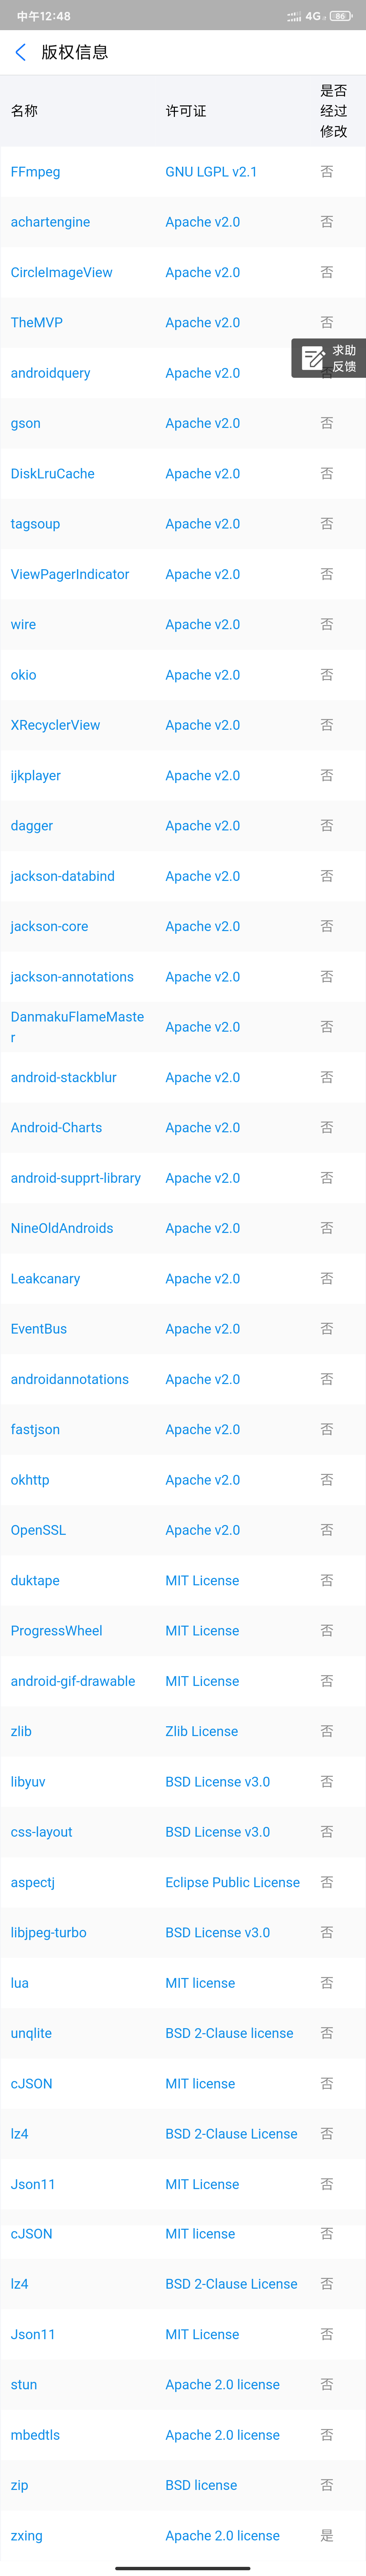 中午12:48 4G 86
版权信息
名称 许可证 是否
经过
修改
FFmpeg GNU LGPL v2.1 否
achartengine Apache v2.0 否
CircleImageView Apache v2.0 否
TheMVP Apache v2.0 否
求助
反馈
androidquery Apache v2.0 否
gson Apache v2.0 否
DiskLruCache Apache v2.0 否
tagsoup Apache v2.0 否
ViewPagerIndicator Apache v2.0 否
wire Apache v2.0 否
okio Apache v2.0 否
XRecyclerView Apache v2.0 否
ijkplayer Apache v2.0 否
dagger Apache v2.0 否
jackson-databind Apache v2.0 否
jackson-core Apache v2.0 否
jackson-annotations Apache v2.0 否
DanmakuFlameMaste
r Apache v2.0 否
android-stackblur Apache v2.0 否
Android-Charts Apache v2.0 否
android-supprt-library Apache v2.0 否
NineOldAndroids Apache v2.0 否
Leakcanary Apache v2.0 否
EventBus Apache v2.0 否
androidannotations Apache v2.0 否
fastjson Apache v2.0 否
okhttp Apache v2.0 否
OpenSSL Apache v2.0 否
duktape MIT License 否
ProgressWheel MIT License 否
android-gif-drawable MIT License 否
zlib Zlib License 否
libyuv BSD License v3.0 否
css-layout BSD License v3.0 否
aspectj Eclipse Public License 否
libjpeg-turbo BSD License v3.0 否
lua MIT license 否
unqlite BSD 2-Clause license 否
cJSON MIT license 否
lz4 BSD 2-Clause License 否
Json11 MIT License 否
cJSON MIT license 否
lz4 BSD 2-Clause License 否
Json11 MIT License 否
stun Apache 2.0 license 否
mbedtls Apache 2.0 license 否
zip BSD license 否
zxing Apache 2.0 license 是